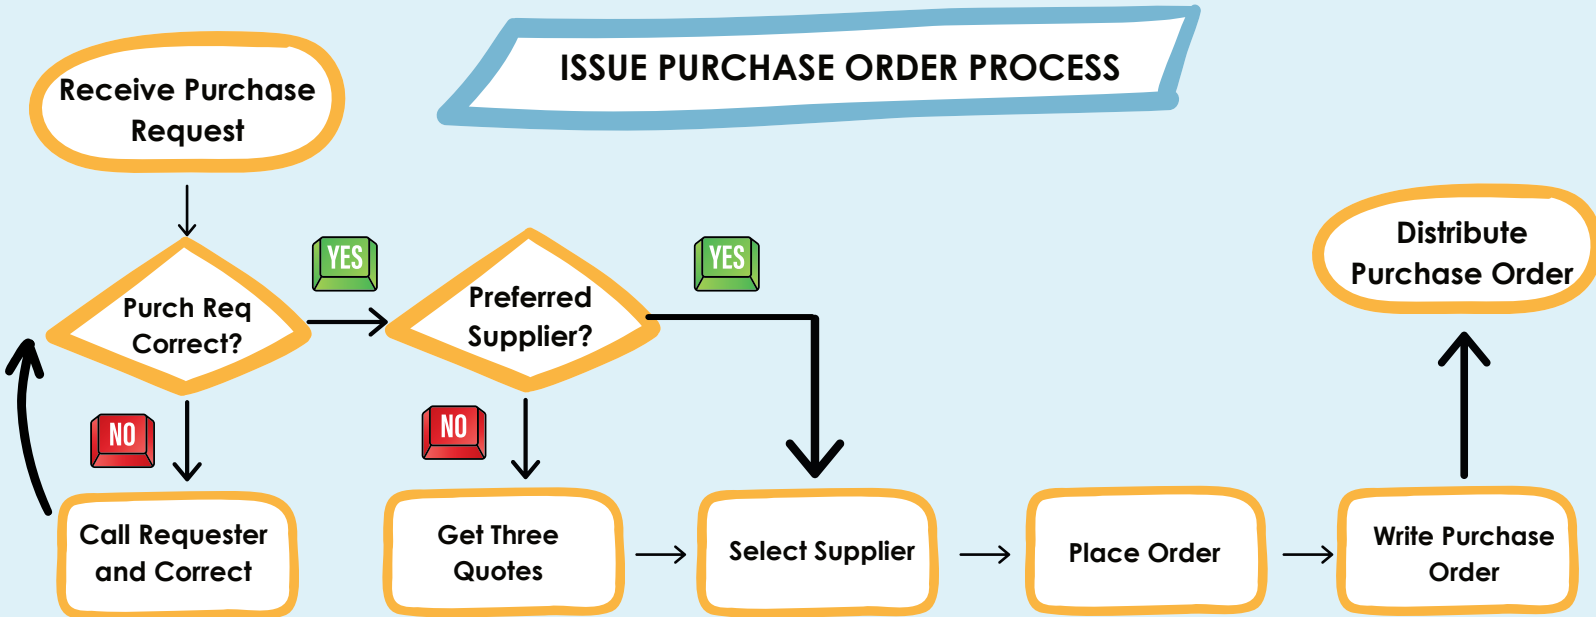 ISSUE PURCHASE ORDER PROCESS
Receive Purchase
Request
Purch Req
Correct?
YES
NO
Call Requester
and Correct
Preferred
Supplier?
YES
NO
Get Three
Quotes
Select Supplier
Place Order
Write Purchase
Order
Distribute
Purchase Order